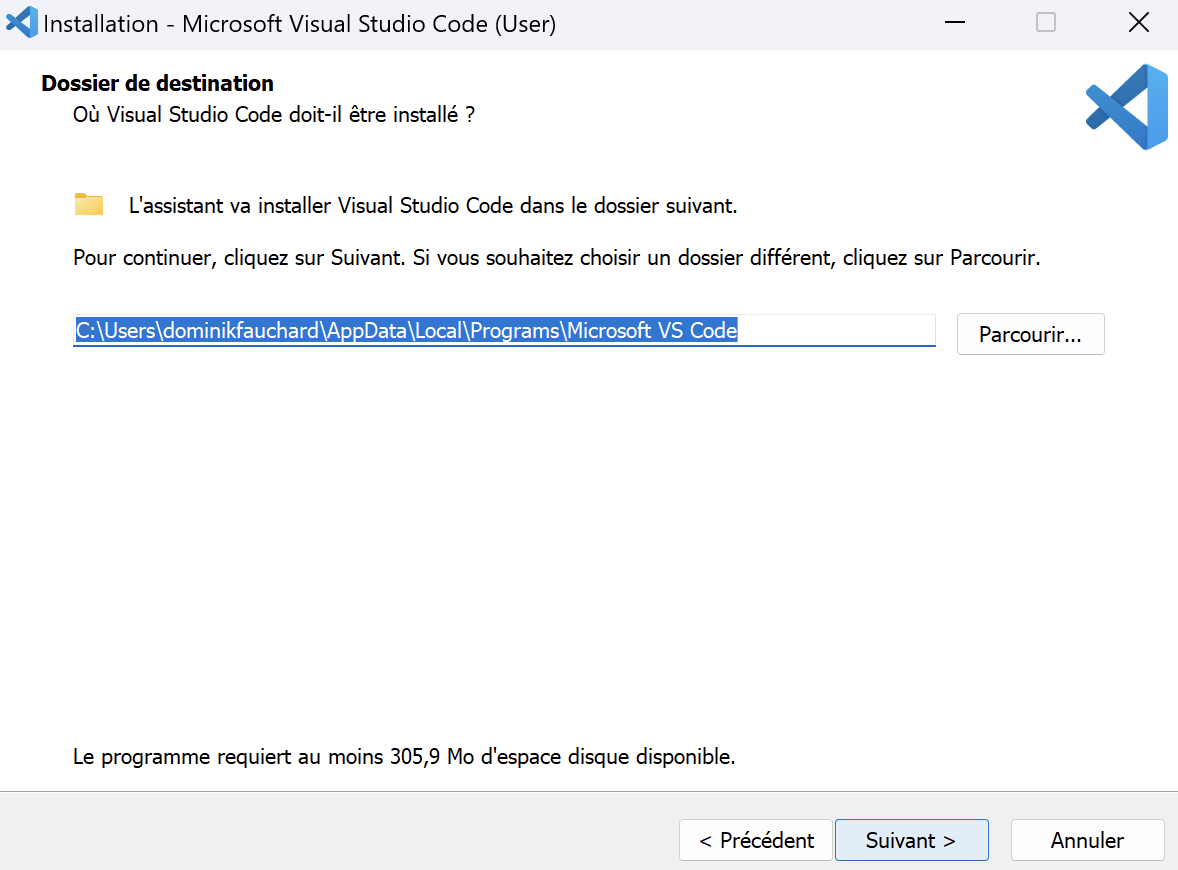 Installation - Microsoft Visual Studio Code (User)
Dossier de destination
Où Visual Studio Code doit-il être installé ?
L'assistant va installer Visual Studio Code dans le dossier suivant.
Pour continuer, cliquez sur Suivant. Si vous souhaitez choisir un dossier différent, cliquez sur Parcourir.
C:\Users\dominikfauchard\AppData\Local\Programs\Microsoft VS Code
Parcourir...
Le programme requiert au moins 305,9 Mo d'espace disque disponible.
< Précédent
Suivant >
Annuler